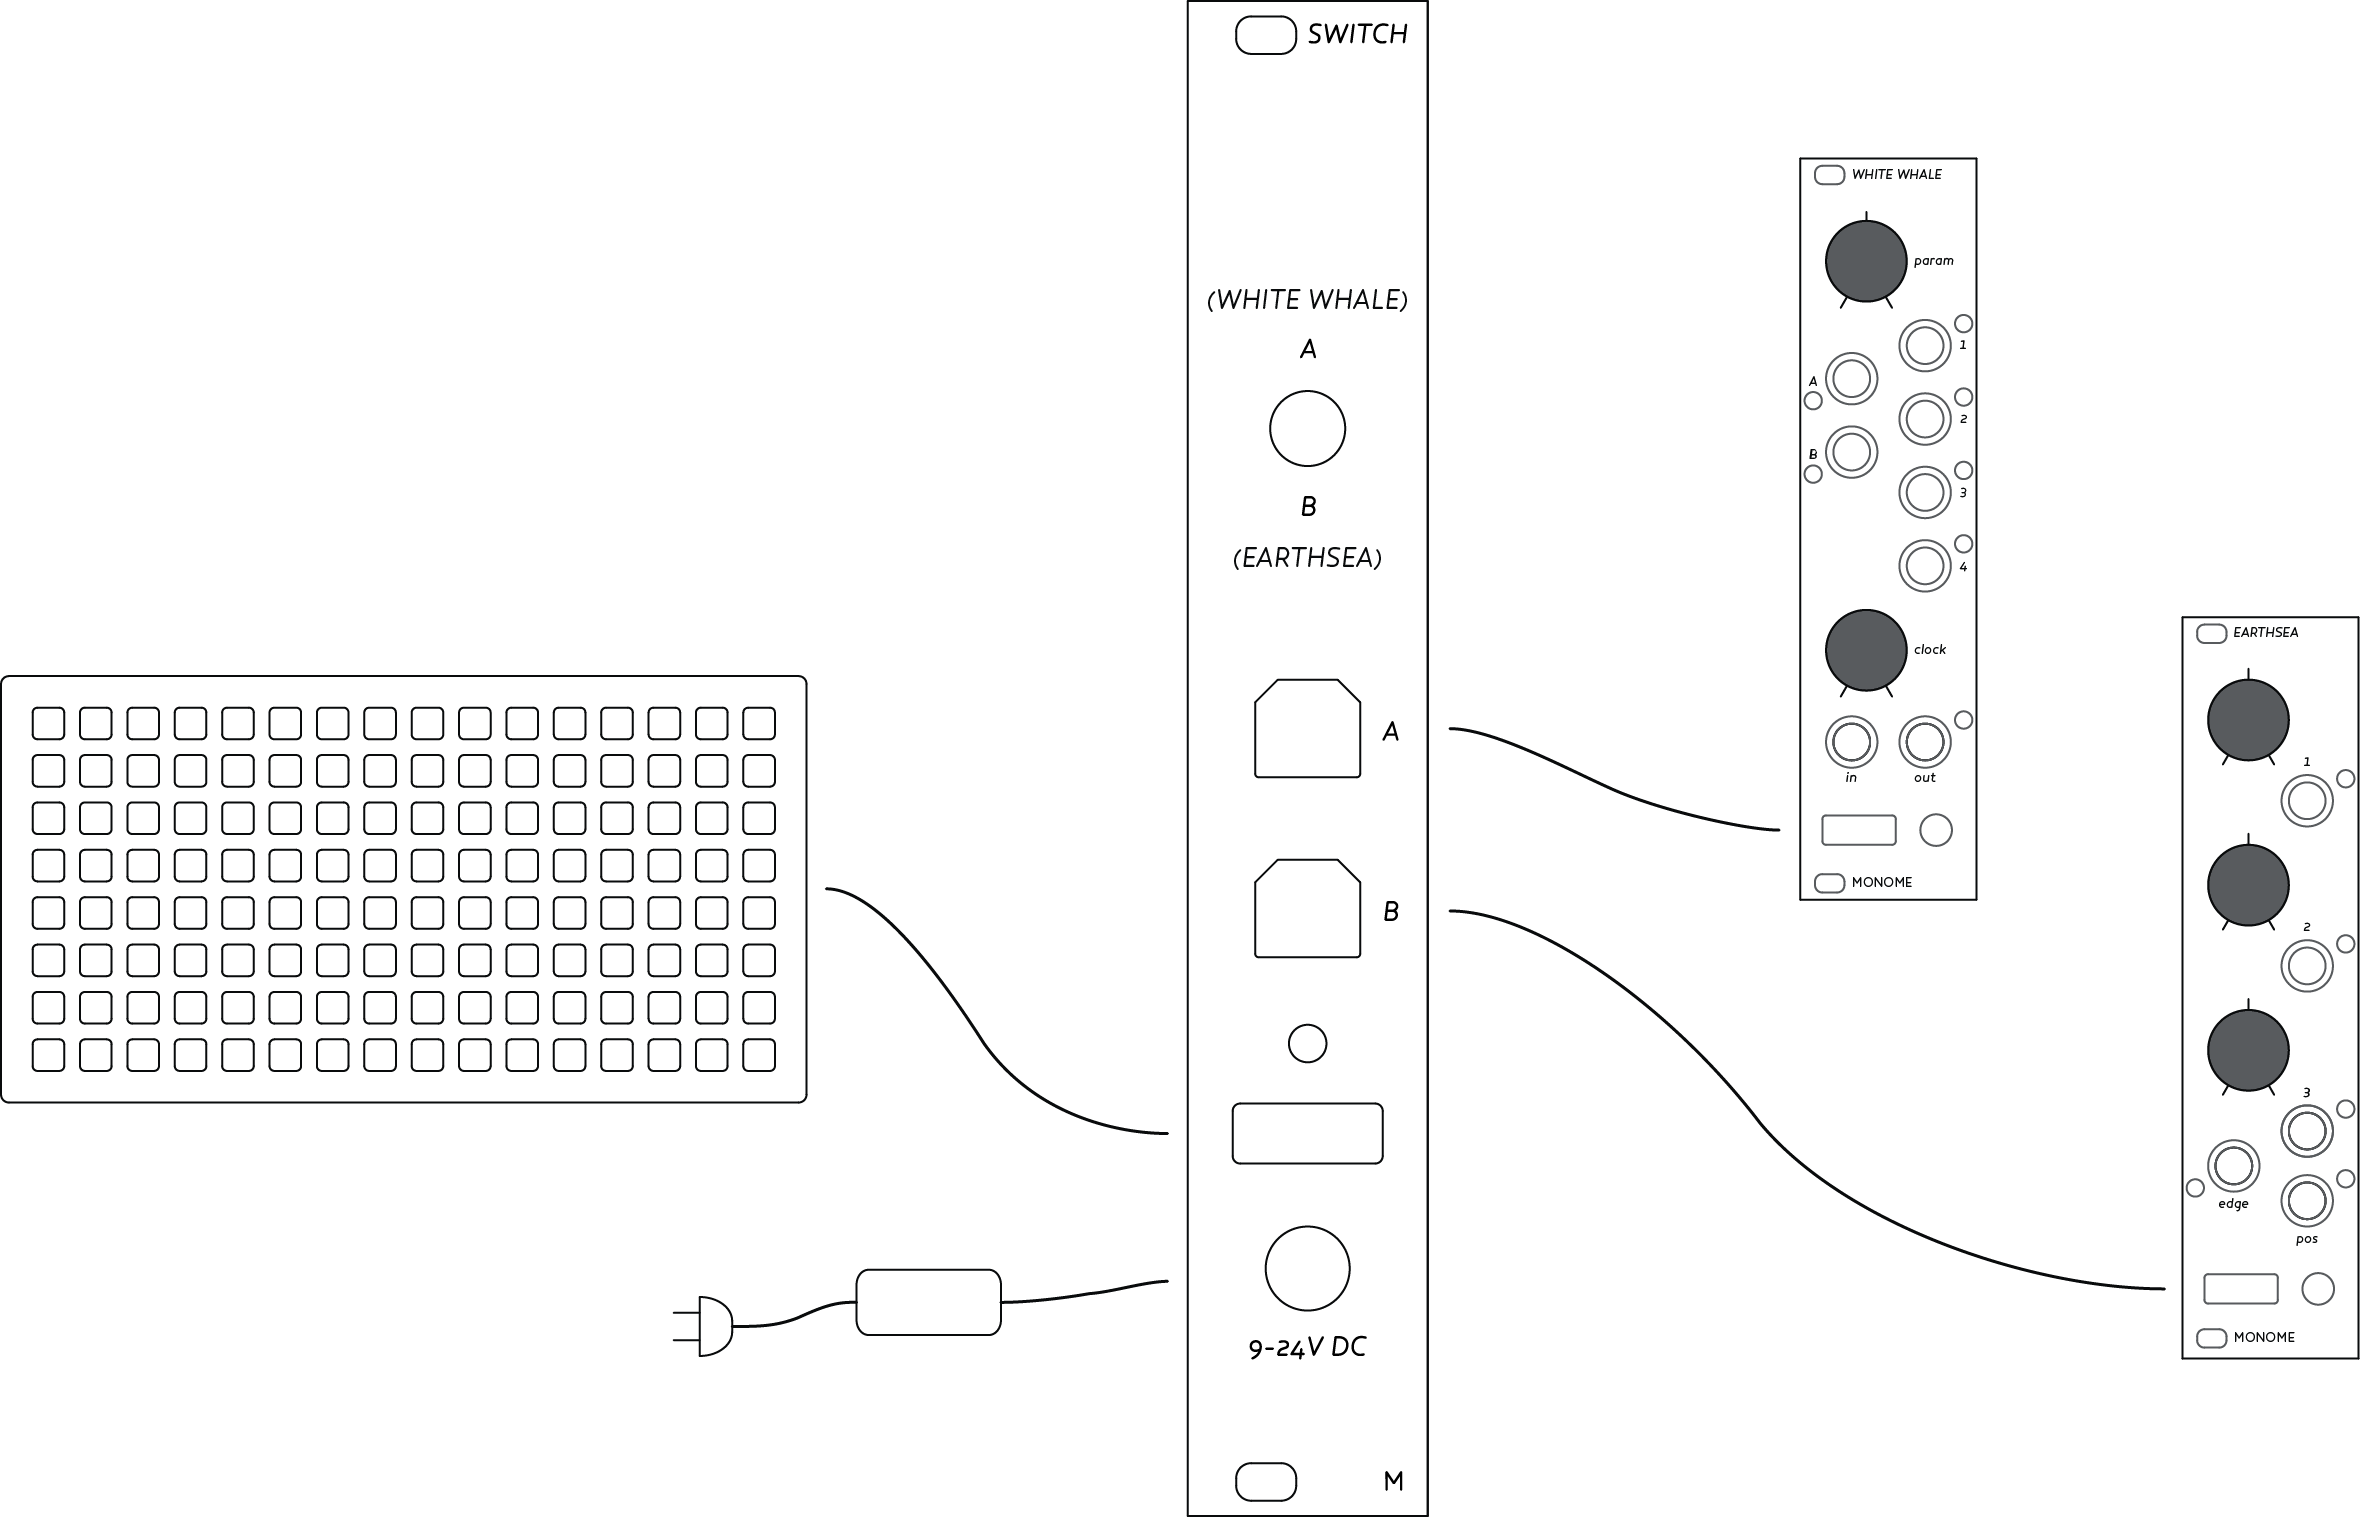 SWITCH
(WHITE WHALE)
A
B
(EARTHSEA)
A
B
9-24V DC
M
WHITE WHALE
param
1
A
2
B
3
4
clock
in
out
MONOME
EARTHSEA
1
2
3
edge
pos
MONOME